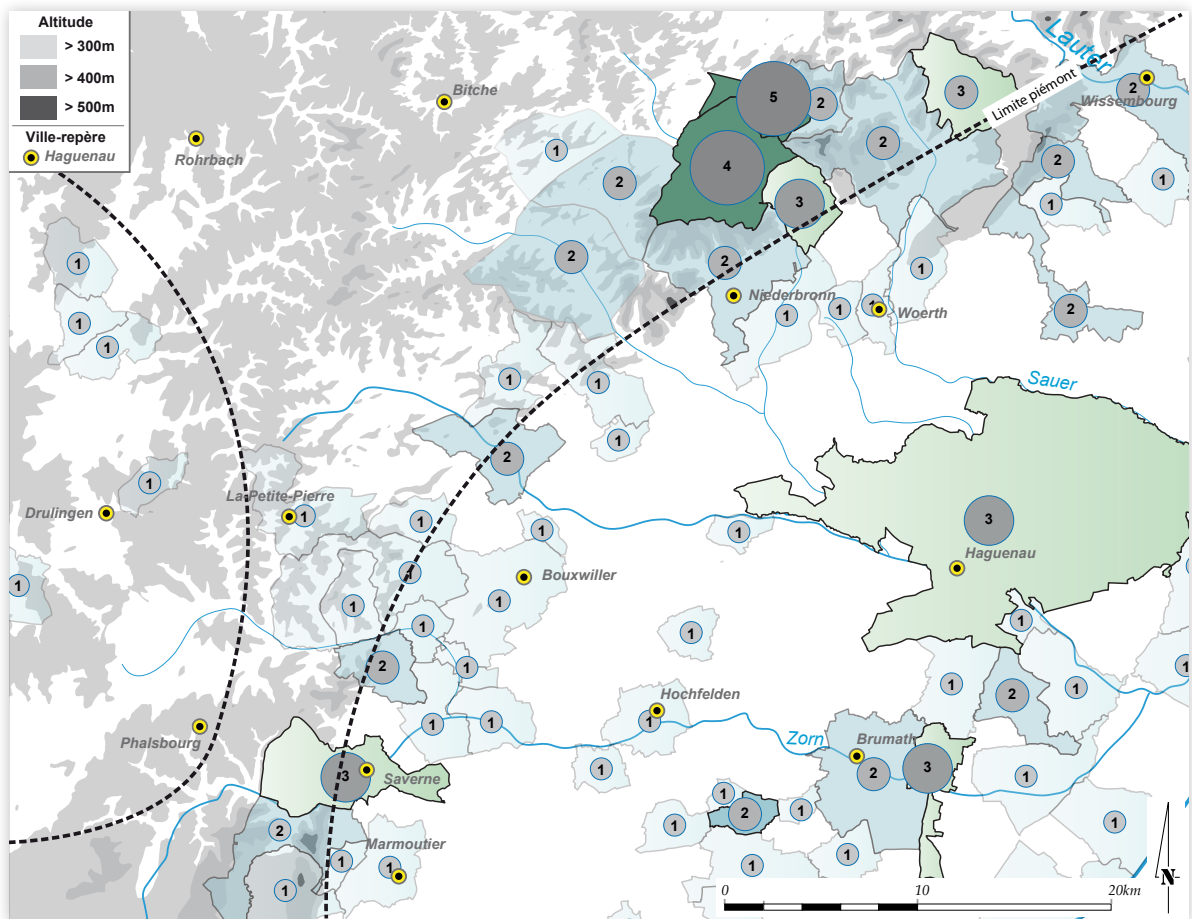 Altitude
> 300m
> 400m
> 500m
Ville-repère
Haguenau
Lauter
Limite piémont
Wissembourg
Bitche
Rohrbach
5
2
3
2
1
4
2
2
1
1
2
3
1
1
2
2
1
Niederbronn
1
1
1
Woerth
2
1
1
1
1
Sauer
1
2
1
La-Petite-Pierre
Drulingen
1
1
1
1
3
Haguenau
1
1
Bouxwiller
1
1
1
1
1
1
2
1
1
2
1
1
Hochfelden
1
1
1
Phalsbourg
Zorn
Brumath
3
Saverne
1
2
3
1
1
2
1
1
1
2
Marmoutier
1
1
1
1
1
0
10
20km
N